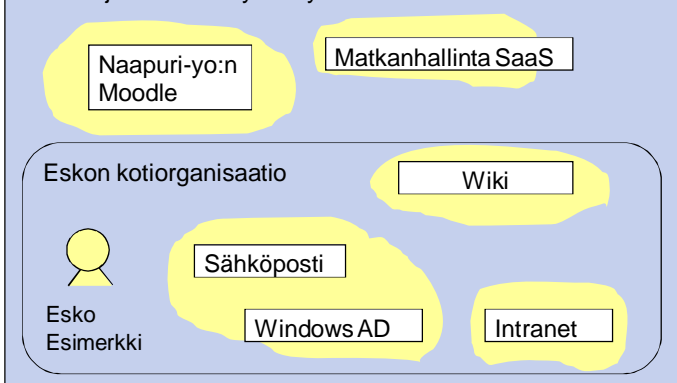 Naapuri-yo:n
Moodle
Matkanhallinta SaaS
Eskon kotiorganisaatio
Wiki
Sähköposti
Esko
Esimerkki
Windows AD
Intranet